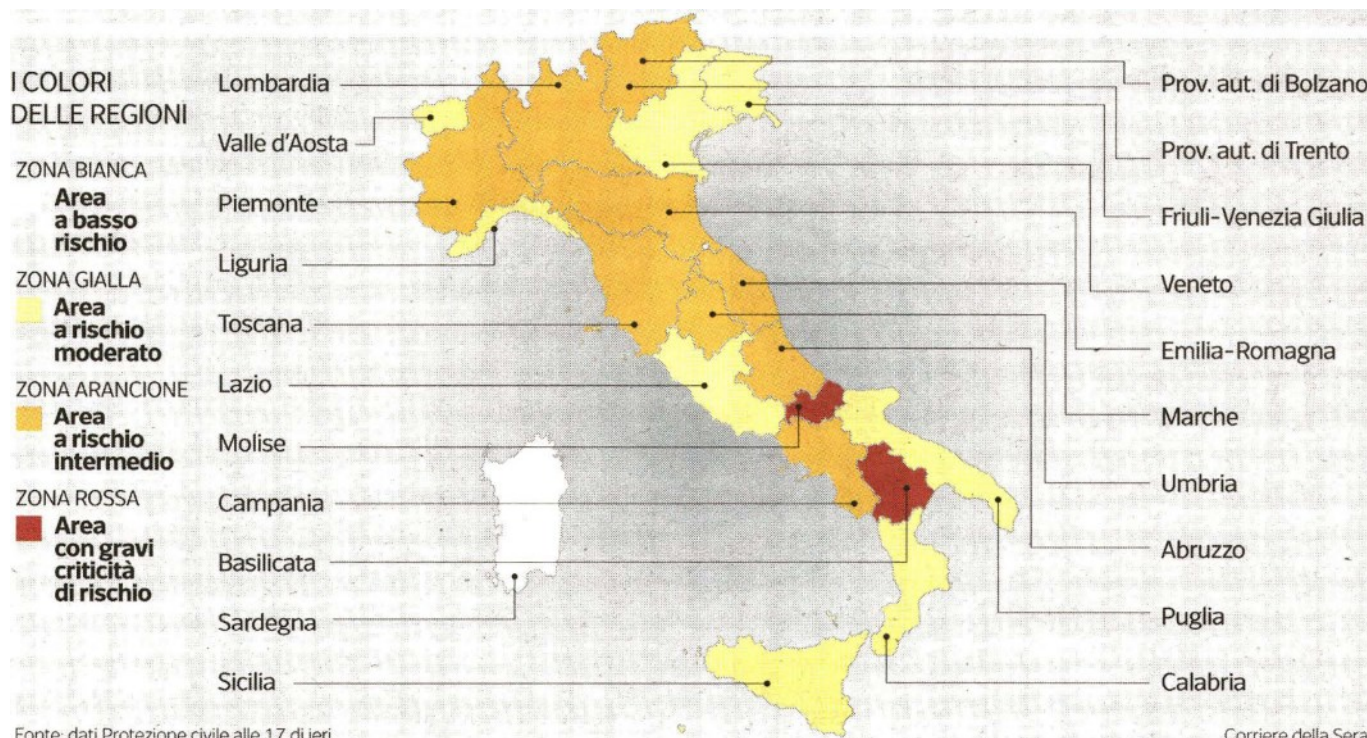 I COLORI
DELLE REGIONI
ZONA BIANCA
Area
a basso
rischio
ZONA GIALLA
Area
a rischio
moderato
ZONA ARANCIONE
Area
a rischio
intermedio
ZONA ROSSA
Area
con gravi
criticità
di rischio
Lombardia
Valle d'Aosta
Piemonte
Liguria
Toscana
Lazio
Molise
Campania
Basilicata
Sardegna
Sicilia
Prov. aut. di Bolzano
Prov. aut. di Trento
Friuli-Venezia Giulia
Veneto
Emilia-Romagna
Marche
Umbria
Abruzzo
Puglia
Calabria
Fonte: dati Protezione civile alle 17 di ieri
Corriere della Sera